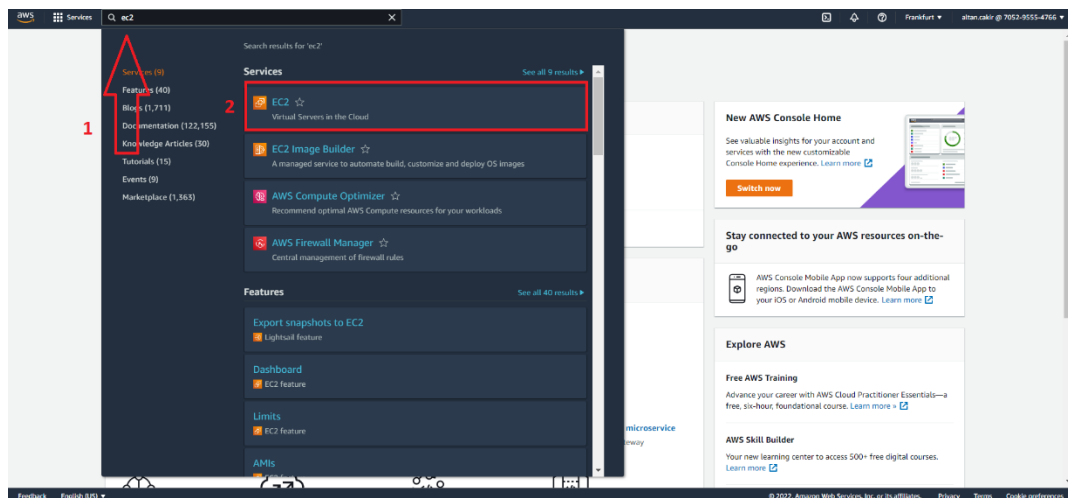 aws
Services
ec2
Frankfurt
altan.cakir @ 7052-9555-4766
Search results for 'ec2'
Services (9)
Features (40)
Blogs (1,711)
Documentation (122,155)
Knowledge Articles (30)
Tutorials (15)
Events (9)
Marketplace (1,363)
1
2
Services
See all 9 results
EC2
Virtual Servers in the Cloud
EC2 Image Builder
A managed service to automate build, customize and deploy OS images
AWS Compute Optimizer
Recommend optimal AWS Compute resources for your workloads
AWS Firewall Manager
Central management of firewall rules
Features
See all 40 results
Export snapshots to EC2
Lightsail feature
Dashboard
EC2 feature
Limits
EC2 feature
AMIs
microservice
New AWS Console Home
See valuable insights for your account and
services with the new customizable
Console Home experience. Learn more
Switch now
Stay connected to your AWS resources on-the-
go
AWS Console Mobile App now supports four additional
regions. Download the AWS Console Mobile App to
your iOS or Android mobile device. Learn more
Explore AWS
Free AWS Training
Advance your career with AWS Cloud Practitioner Essentials—a
free, six-hour, foundational course. Learn more »
AWS Skill Builder
Your new learning center to access 500+ free digital courses.
Learn more
Feedback
English (US)
© 2022, Amazon Web Services, Inc. or its affiliates.
Privacy
Terms
Cookie preferences